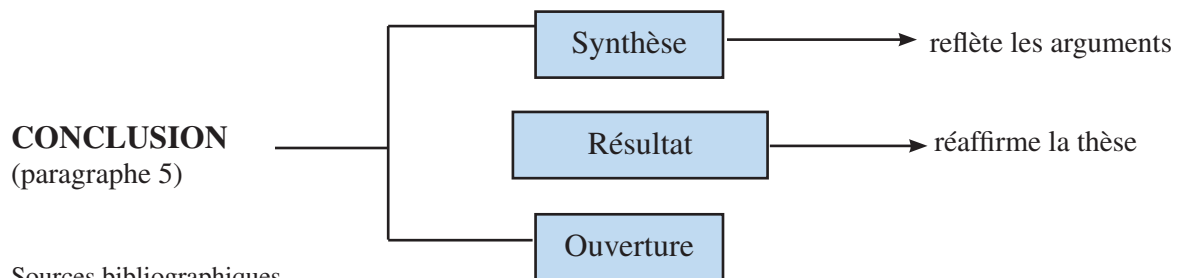 Synthèse
reflète les arguments
CONCLUSION
(paragraphe 5)
Résultat
réaffirme la thèse
Ouverture
Sources bibliographiques